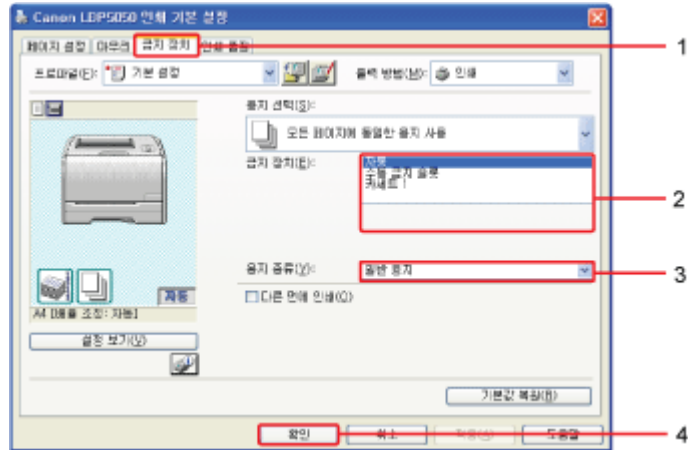 Canon LBP5050 인쇄 기본 설정
페이지 설정 마무리 급지 장치 인쇄 품질
1
프로파일(F): 기본 설정 출력 방법(M): 인쇄
용지 선택(S):
모든 페이지에 동일한 용지 사용
급지 장치(E): 자동
수동 급지 슬롯
카세트 1
2
용지 종류(Y): 일반 용지
3
자동
다른 면에 인쇄(O)
A4 [배율 조정: 자동]
설정 보기(V)
기본값 복원(R)
확인 취소 적용(A) 도움말
4